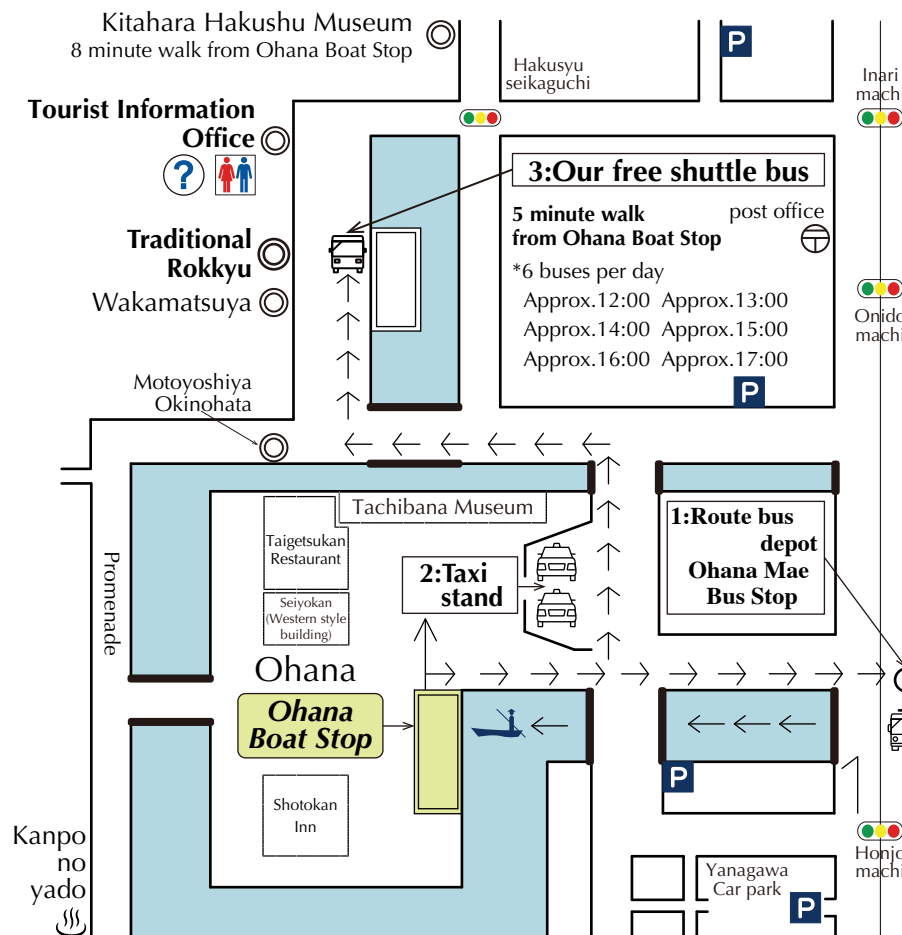 Kitahara Hakushu Museum
8 minute walk from Ohana Boat Stop
P
Hakusyu
seikaguchi
Inari
mach
Tourist Information
Office
?
3:Our free shuttle bus
5 minute walk
from Ohana Boat Stop
post office
*6 buses per day
Approx.12:00 Approx.13:00
Approx.14:00 Approx.15:00
Approx.16:00 Approx.17:00
P
Traditional
Rokkyu
Wakamatsuya
Onido
machi
Motoyoshiya
Okinohata
Tachibana Museum
Taigetsukan
Restaurant
Seiyokan
(Western style
building)
2:Taxi
stand
1:Route bus
depot
Ohana Mae
Bus Stop
Promenade
Ohana
Ohana
Boat Stop
P
Shotokan
Inn
Kanpo
no
yado
Yanagawa
Car park
P
Honjo
machi